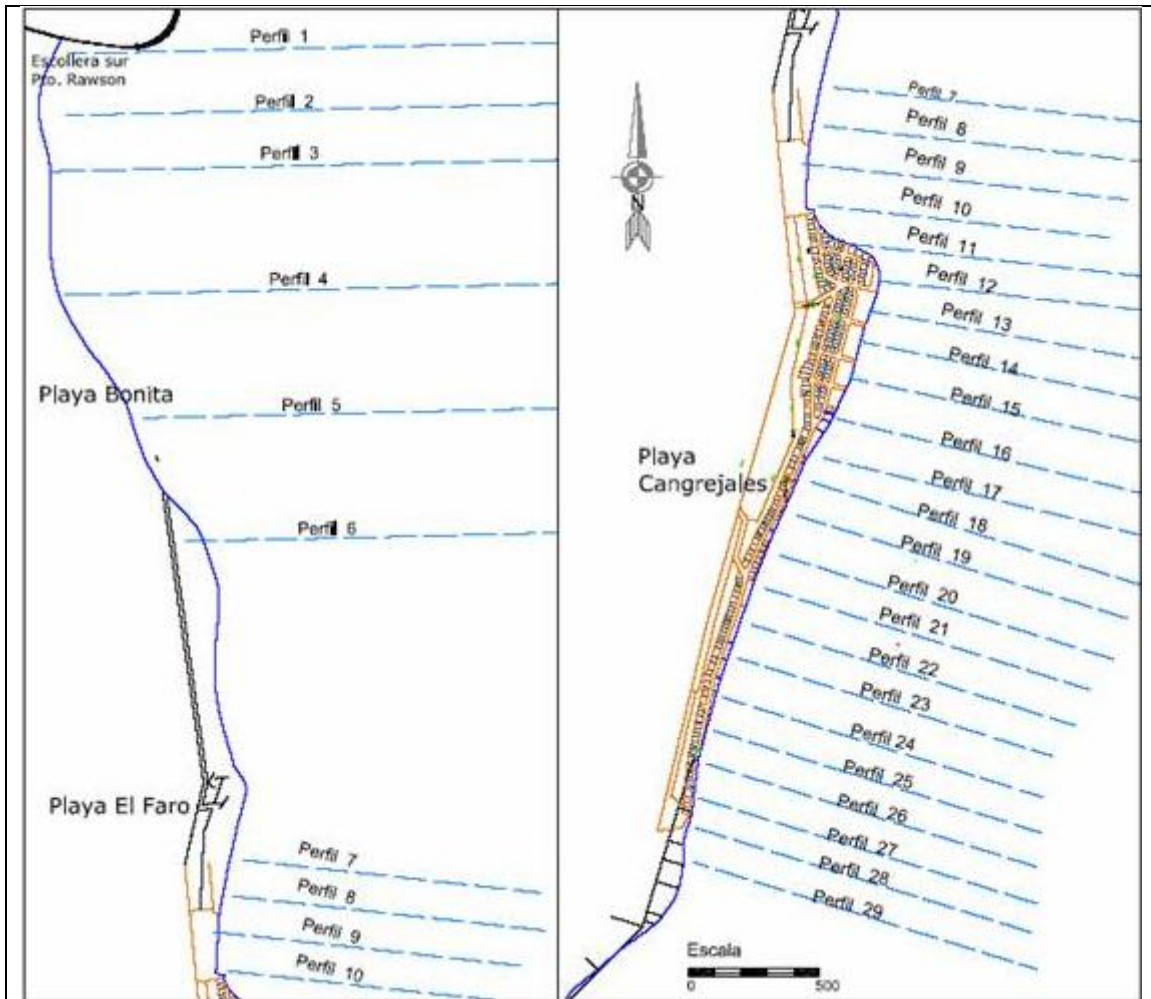 Perfil 1
Escollera sur
Pto. Rawson
Perfil 2
Perfil 3
Perfil 4
Playa Bonita
Perfil 5
Perfil 6
Playa El Faro
Perfil 7
Perfil 8
Perfil 9
Perfil 10
Perfil 7
Perfil 8
Perfil 9
N
Perfil 10
Perfil 11
Perfil 12
Perfil 13
Perfil 14
Perfil 15
Perfil 16
Playa
Cangrejales
Perfil 17
Perfil 18
Perfil 19
Perfil 20
Perfil 21
Perfil 22
Perfil 23
Perfil 24
Perfil 25
Perfil 26
Perfil 27
Perfil 28
Perfil 29
Escala
0 500